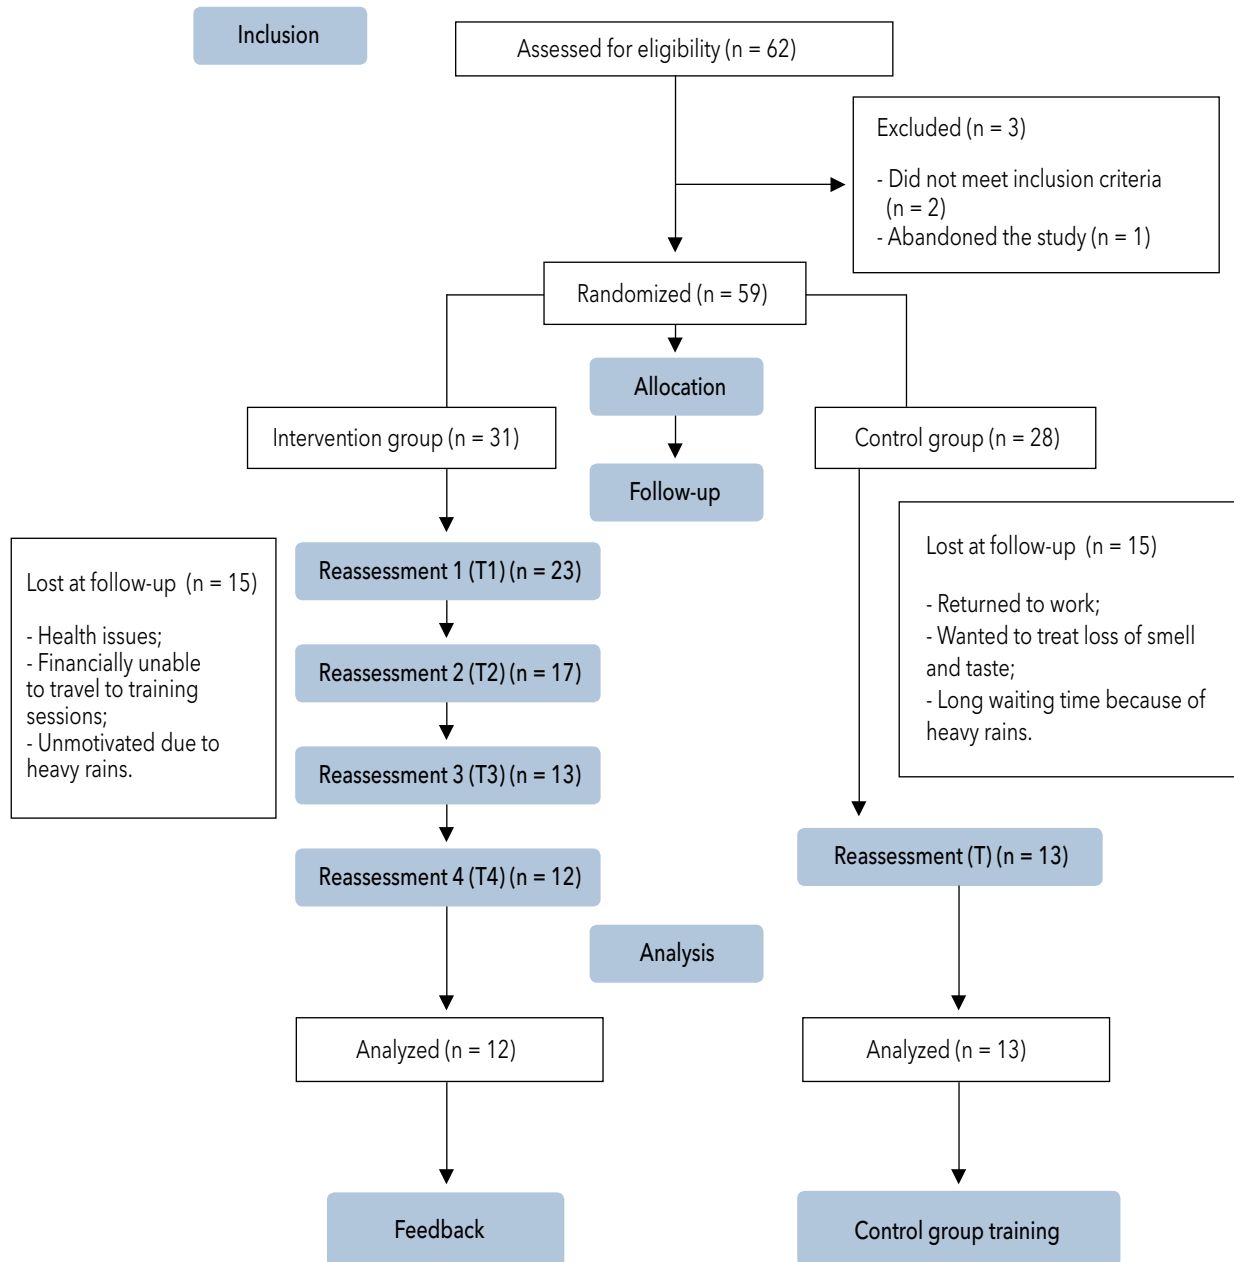 Inclusion
Assessed for eligibility (n = 62)
Excluded (n = 3)
- Did not meet inclusion criteria
(n = 2)
- Abandoned the study (n = 1)
Randomized (n = 59)
Allocation
Intervention group (n = 31)
Control group (n = 28)
Follow-up
Lost at follow-up (n = 15)
- Health issues;
- Financially unable
to travel to training
sessions;
- Unmotivated due to
heavy rains.
Reassessment 1 (T1) (n = 23)
Reassessment 2 (T2) (n = 17)
Reassessment 3 (T3) (n = 13)
Reassessment 4 (T4) (n = 12)
Lost at follow-up (n = 15)
- Returned to work;
- Wanted to treat loss of smell
and taste;
- Long waiting time because of
heavy rains.
Reassessment (T) (n = 13)
Analysis
Analyzed (n = 12)
Analyzed (n = 13)
Feedback
Control group training